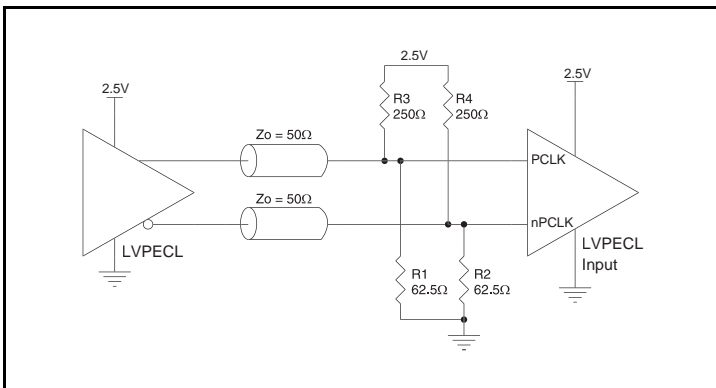 2.5V
2.5V
2.5V
R3
250Ω
R4
250Ω
Zo = 50Ω
PCLK
Zo = 50Ω
nPCLK
LVPECL
LVPECL
Input
R1
62.5Ω
R2
62.5Ω